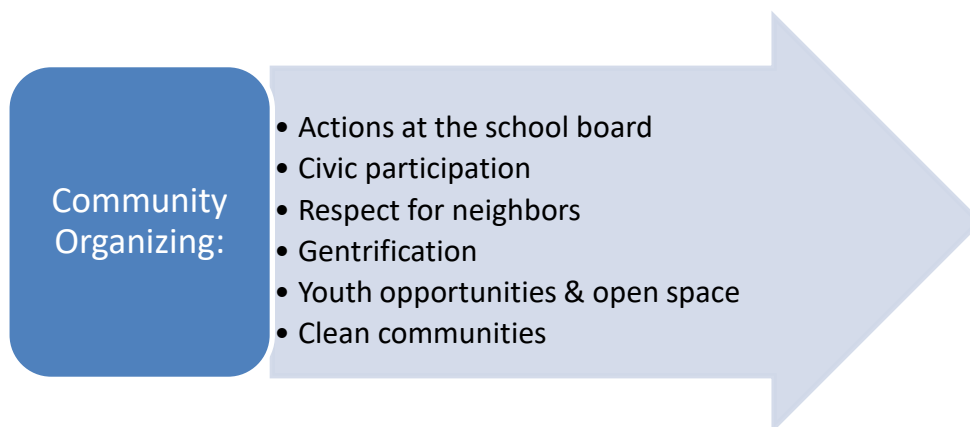 Community
Organizing:
• Actions at the school board
• Civic participation
• Respect for neighbors
• Gentrification
• Youth opportunities & open space
• Clean communities